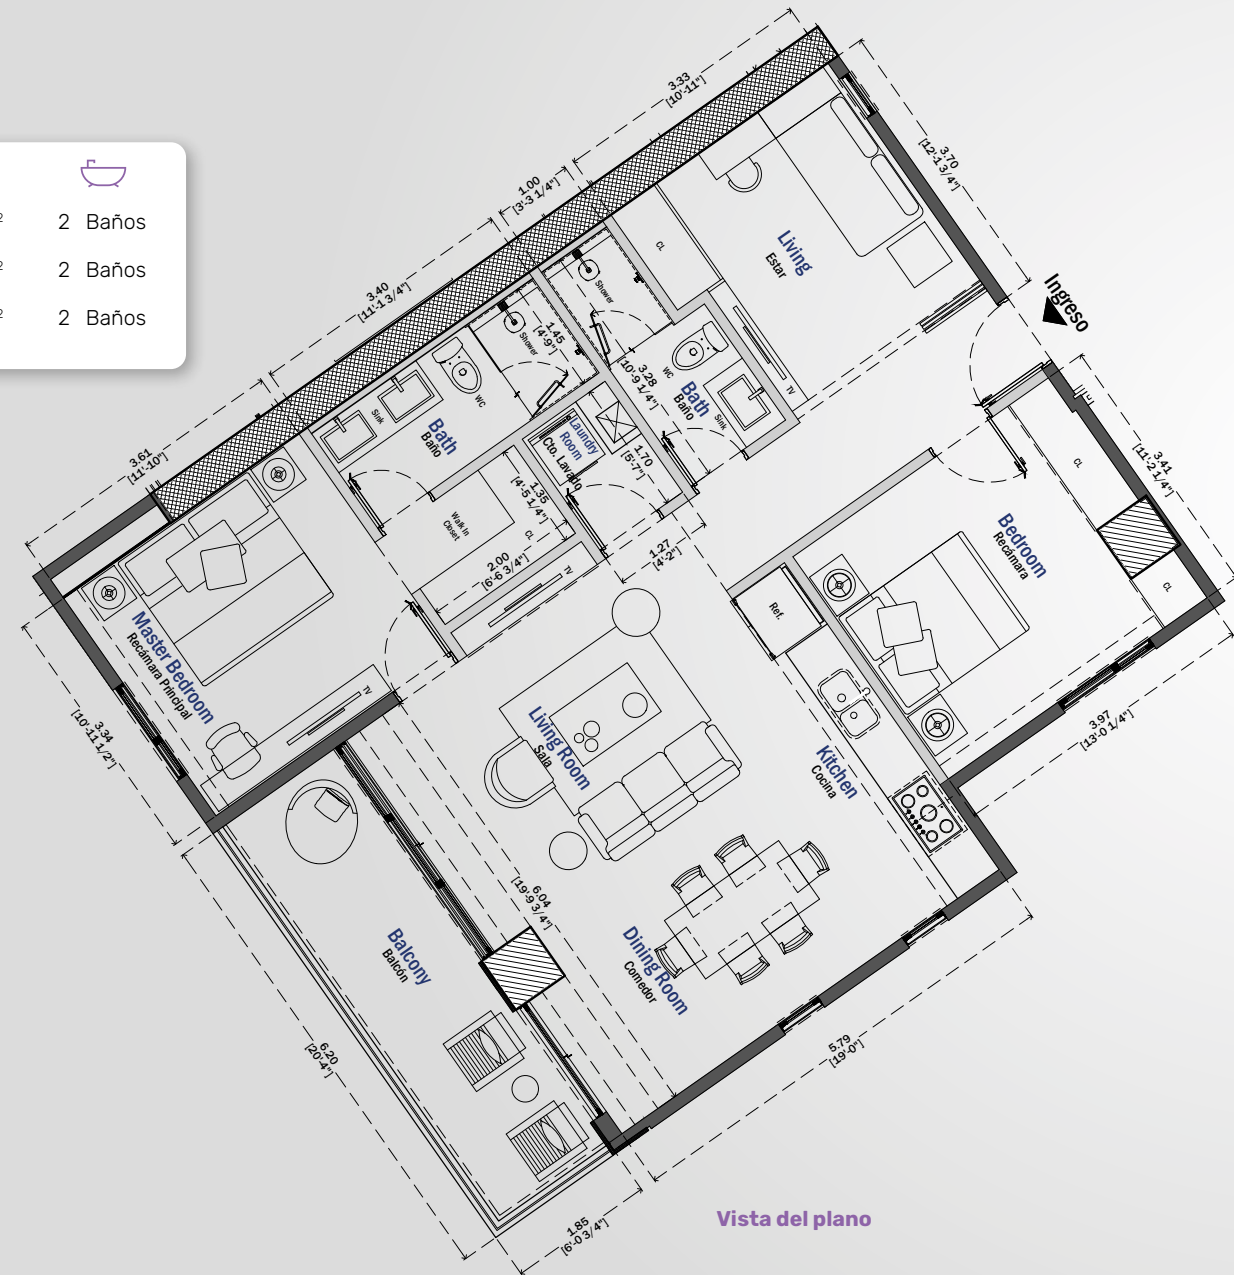 2 Baños
2 Baños
2 Baños
3.33
[10'-11"]
3.70
[12'-1 3/4"]
1.00
[3'-3 1/4"]
3.40
[11'-1 3/4"]
3.61
[11'-10"]
Ingreso
Living
Estar
CL
TV
Shower
WC
Sink
Bath
Baño
3.28
[10'-9 1/4"]
Shower
1.45
[4'-9"]
WC
Sink
Bath
Baño
Laundry
Room
Cto. Lavado
1.70
[5'-7"]
Walk In
Closet
1.35
[4'-5 1/4"]
CL
2.00
[6'-6 3/4"]
TV
1.27
[4'-2"]
CL
3.41
[11'-2 1/4"]
Bedroom
Recámara
CL
Ref.
3.97
[13'-0 1/4"]
Master Bedroom
Recámara Principal
TV
3.34
[10'-11 1/2"]
Living Room
Sala
Kitchen
Cocina
6.04
[19'-9 3/4"]
Dining Room
Comedor
Balcony
Balcón
6.20
[20'-4"]
5.79
[19'-0"]
1.85
[6'-0 3/4"]
Vista del plano